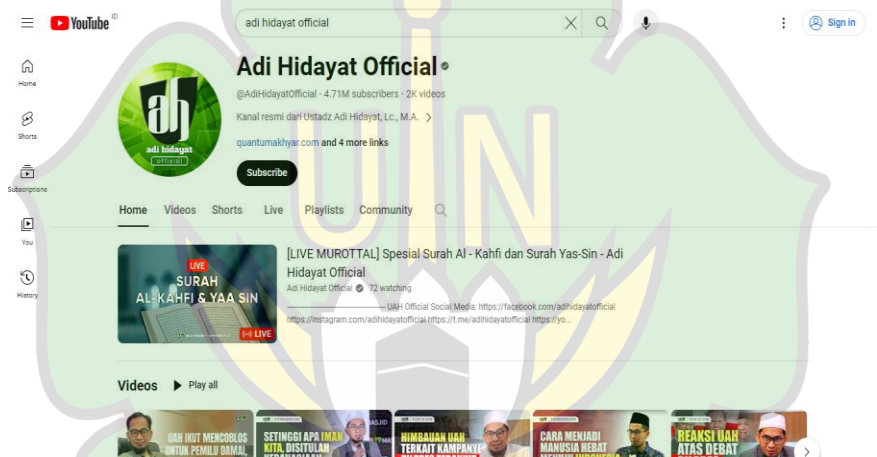 YouTube ID
adi hidayat official
Sign in
Home
Shorts
Subscriptions
You
History
ah
adi hidayat
official
Adi Hidayat Official
@AdiHidayatOfficial · 4.71M subscribers · 2K videos
Kanal resmi dari Ustadz Adi Hidayat, Lc., M.A.
quantumakhyar.com and 4 more links
Subscribe
Home Videos Shorts Live Playlists Community
LIVE
SURAH
AL-KAHFI & YAA SIN
LIVE
[LIVE MUROTTAL] Spesial Surah Al - Kahfi dan Surah Yas-Sin - Adi
Hidayat Official
Adi Hidayat Official 72 watching
UAH Official Social Media: https://facebook.com/adihidayatofficial
https://instagram.com/adihidayatofficial https://t.me/adihidayatofficial https://yo...
Videos Play all
UAH IKUT MENCOBLOS
UNTUK PEMILU DAMAI,
SETINGGI APA IMAN
KITA, DISITULAH
HIMBAUAN UAH
TERKAIT KAMPANYE
CARA MENJADI
MANUSIA HEBAT
REAKSI UAH
ATAS DEBAT
UIN